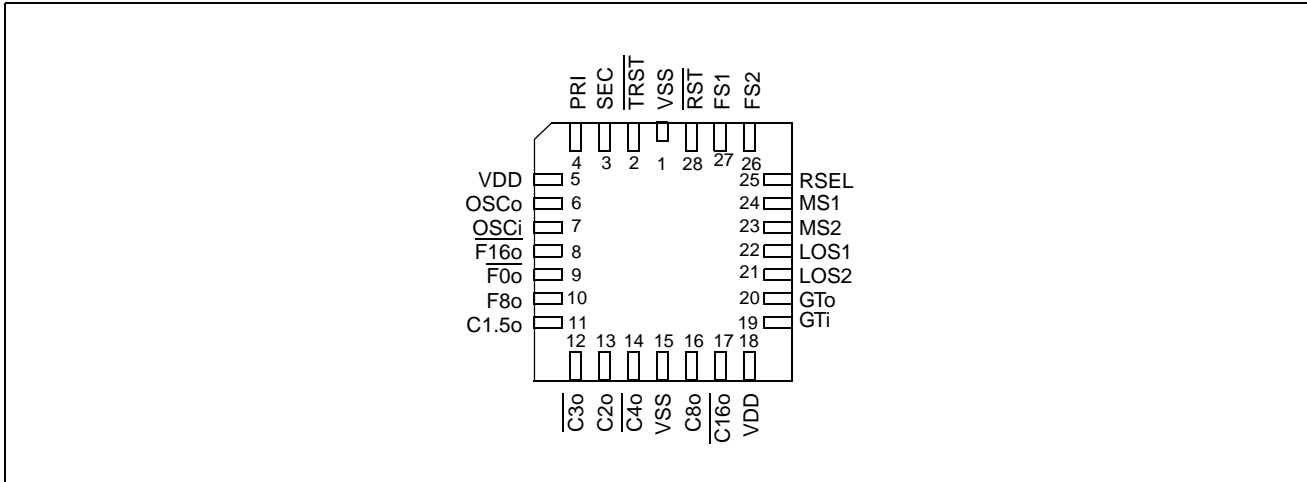 PRI SEC TRST VSS RST FS1 FS2
4 3 2 1 28 27 26
VDD 5 25 RSEL
OSCo 6 24 MS1
OSCi 7 23 MS2
F16o 8 22 LOS1
F0o 9 21 LOS2
F8o 10 20 GTo
C1.5o 11 19 GTi
12 13 14 15 16 17 18
C3o C2o C4o VSS C8o C16o VDD